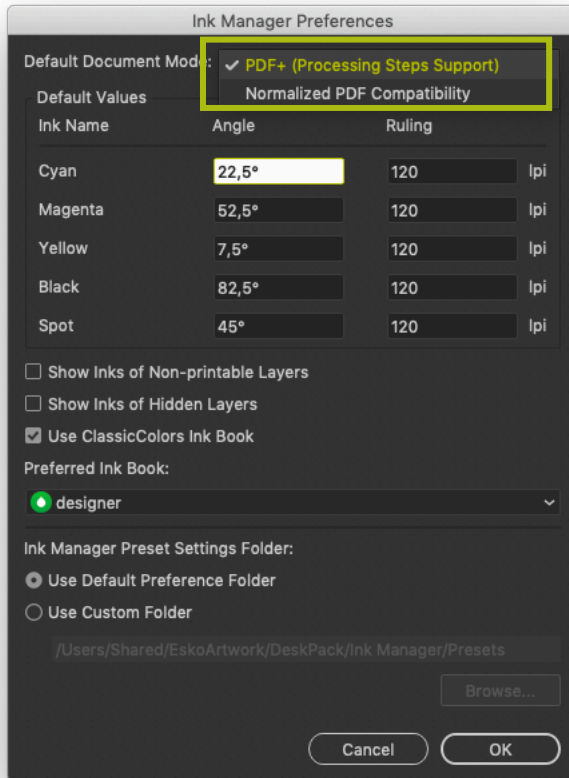 Ink Manager Preferences
Default Document Mode:
✓ PDF+ (Processing Steps Support)
Normalized PDF Compatibility
Default Values
Ink Name Angle Ruling
Cyan 22,5° 120 lpi
Magenta 52,5° 120 lpi
Yellow 7,5° 120 lpi
Black 82,5° 120 lpi
Spot 45° 120 lpi
Show Inks of Non-printable Layers
Show Inks of Hidden Layers
Use ClassicColors Ink Book
Preferred Ink Book:
designer
Ink Manager Preset Settings Folder:
Use Default Preference Folder
Use Custom Folder
/Users/Shared/EskoArtwork/DeskPack/Ink Manager/Presets
Browse...
Cancel OK